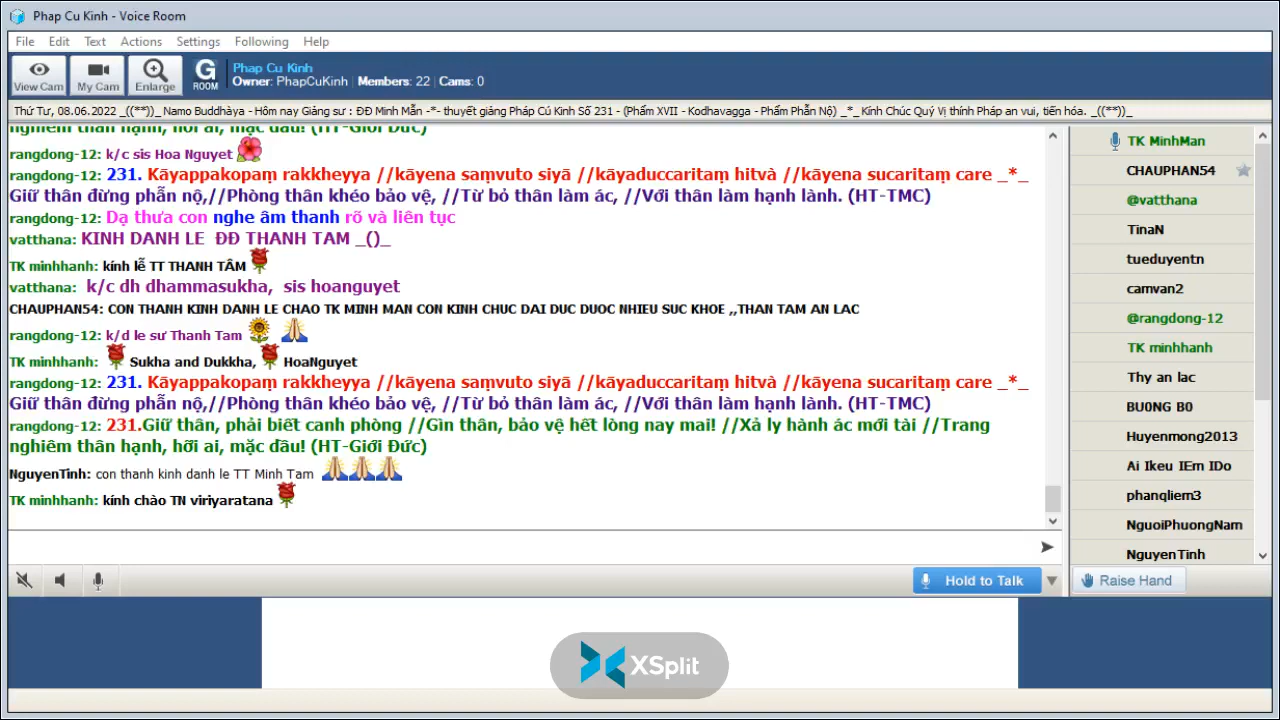 Phap Cu Kinh - Voice Room
File Edit Text Actions Settings Following Help
View Cam My Cam Enlarge G ROOM
Phap Cu Kinh
Owner: PhapCuKinh | Members: 22 | Cams: 0
Thứ Tư, 08.06.2022 _((**))_ Namo Buddhàya - Hôm nay Giảng sư : ĐĐ Minh Mẫn -*- thuyết giảng Pháp Cú Kinh Số 231 - (Phẩm XVII - Kodhavagga - Phẩm Phẫn Nộ) _*_ Kính Chúc Quý Vị thính Pháp an vui, tiến hóa. _((**))_
nghiêm thân hạnh, hỡi ai, mặc dầu! (HT-Giới Đức)
rangdong-12: k/c sis Hoa Nguyet
rangdong-12: 231. Kāyappakopaṃ rakkheyya //kāyena saṃvuto siyā //kāyaduccaritaṃ hitvà //kāyena sucaritaṃ care _*_
Giữ thân đừng phẫn nộ,//Phòng thân khéo bảo vệ, //Từ bỏ thân làm ác, //Với thân làm hạnh lành. (HT-TMC)
rangdong-12: Dạ thưa con nghe âm thanh rõ và liên tục
vatthana: KINH DANH LE ĐĐ THANH TAM _()_
TK minhhanh: kính lễ TT THANH TÂM
vatthana: k/c dh dhammasukha, sis hoanguyet
CHAUPHAN54: CON THANH KINH DANH LE CHAO TK MINH MAN CON KINH CHUC DAI DUC DUOC NHIEU SUC KHOE ,,THAN TAM AN LAC
rangdong-12: k/d le sư Thanh Tam
TK minhhanh: Sukha and Dukkha, HoaNguyet
rangdong-12: 231. Kāyappakopaṃ rakkheyya //kāyena saṃvuto siyā //kāyaduccaritaṃ hitvà //kāyena sucaritaṃ care _*_
Giữ thân đừng phẫn nộ,//Phòng thân khéo bảo vệ, //Từ bỏ thân làm ác, //Với thân làm hạnh lành. (HT-TMC)
rangdong-12: 231.Giữ thân, phải biết canh phòng //Gìn thân, bảo vệ hết lòng nay mai! //Xả ly hành ác mới tài //Trang
nghiêm thân hạnh, hỡi ai, mặc dầu! (HT-Giới Đức)
NguyenTinh: con thanh kinh danh le TT Minh Tam
TK minhhanh: kính chào TN viriyaratana
Hold to Talk
TK MinhMan
CHAUPHAN54
@vatthana
TinaN
tueduyentn
camvan2
@rangdong-12
TK minhhanh
Thy an lac
BU0NG B0
Huyenmong2013
Ai Ikeu IEm IDo
phanqliem3
NguoiPhuongNam
NguyenTinh
Raise Hand
XSplit